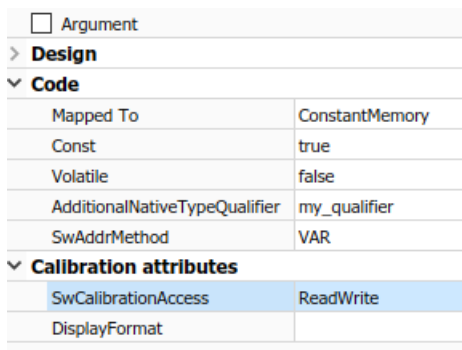 Argument
Design
Code
Mapped To ConstantMemory
Const true
Volatile false
AdditionalNativeTypeQualifier my_qualifier
SwAddrMethod VAR
Calibration attributes
SwCalibrationAccess ReadWrite
DisplayFormat